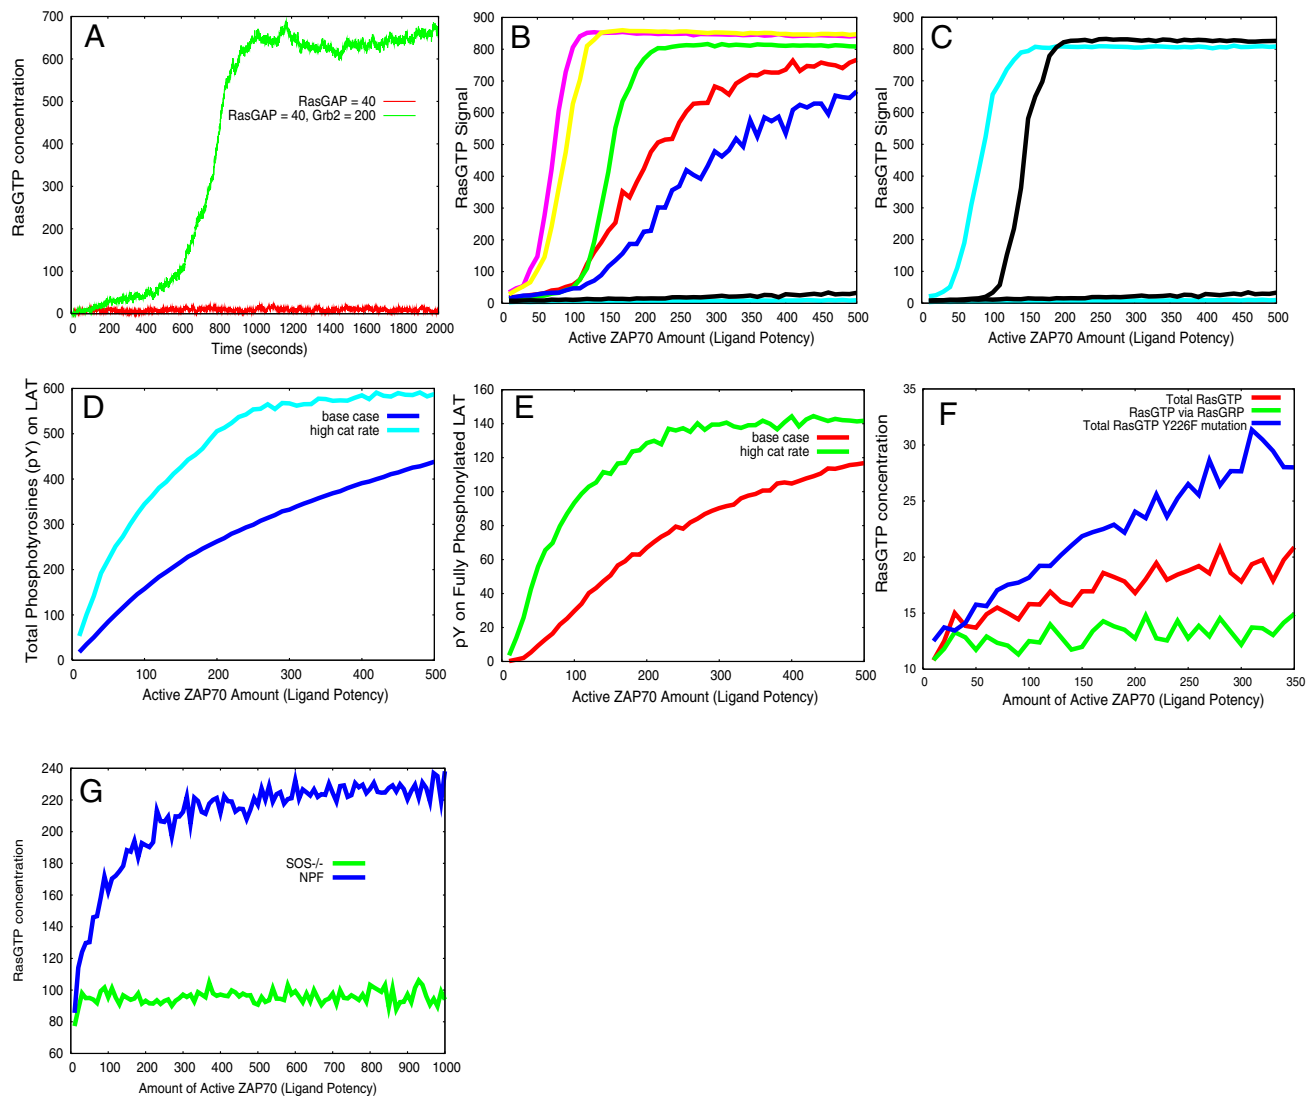 A
RasGTP concentration
700
600
500
400
300
200
100
0
RasGAP = 40
RasGAP = 40, Grb2 = 200
0 200 400 600 800 1000 1200 1400 1600 1800 2000
Time (seconds)
B
RasGTP Signal
900
800
700
600
500
400
300
200
100
0
0 50 100 150 200 250 300 350 400 450 500
Active ZAP70 Amount (Ligand Potency)
C
RasGTP Signal
900
800
700
600
500
400
300
200
100
0
0 50 100 150 200 250 300 350 400 450 500
Active ZAP70 Amount (Ligand Potency)
D
Total Phosphotyrosines (pY) on LAT
600
500
400
300
200
100
0
base case
high cat rate
0 100 200 300 400 500
Active ZAP70 Amount (Ligand Potency)
E
pY on Fully Phosphorylated LAT
160
140
120
100
80
60
40
20
0
base case
high cat rate
0 100 200 300 400 500
Active ZAP70 Amount (Ligand Potency)
F
RasGTP concentration
35
30
25
20
15
10
Total RasGTP
RasGTP via RasGRP
Total RasGTP Y226F mutation
0 50 100 150 200 250 300 350
Amount of Active ZAP70 (Ligand Potency)
G
RasGTP concentration
240
220
200
180
160
140
120
100
80
60
SOS-/-
NPF
0 100 200 300 400 500 600 700 800 900 1000
Amount of Active ZAP70 (Ligand Potency)